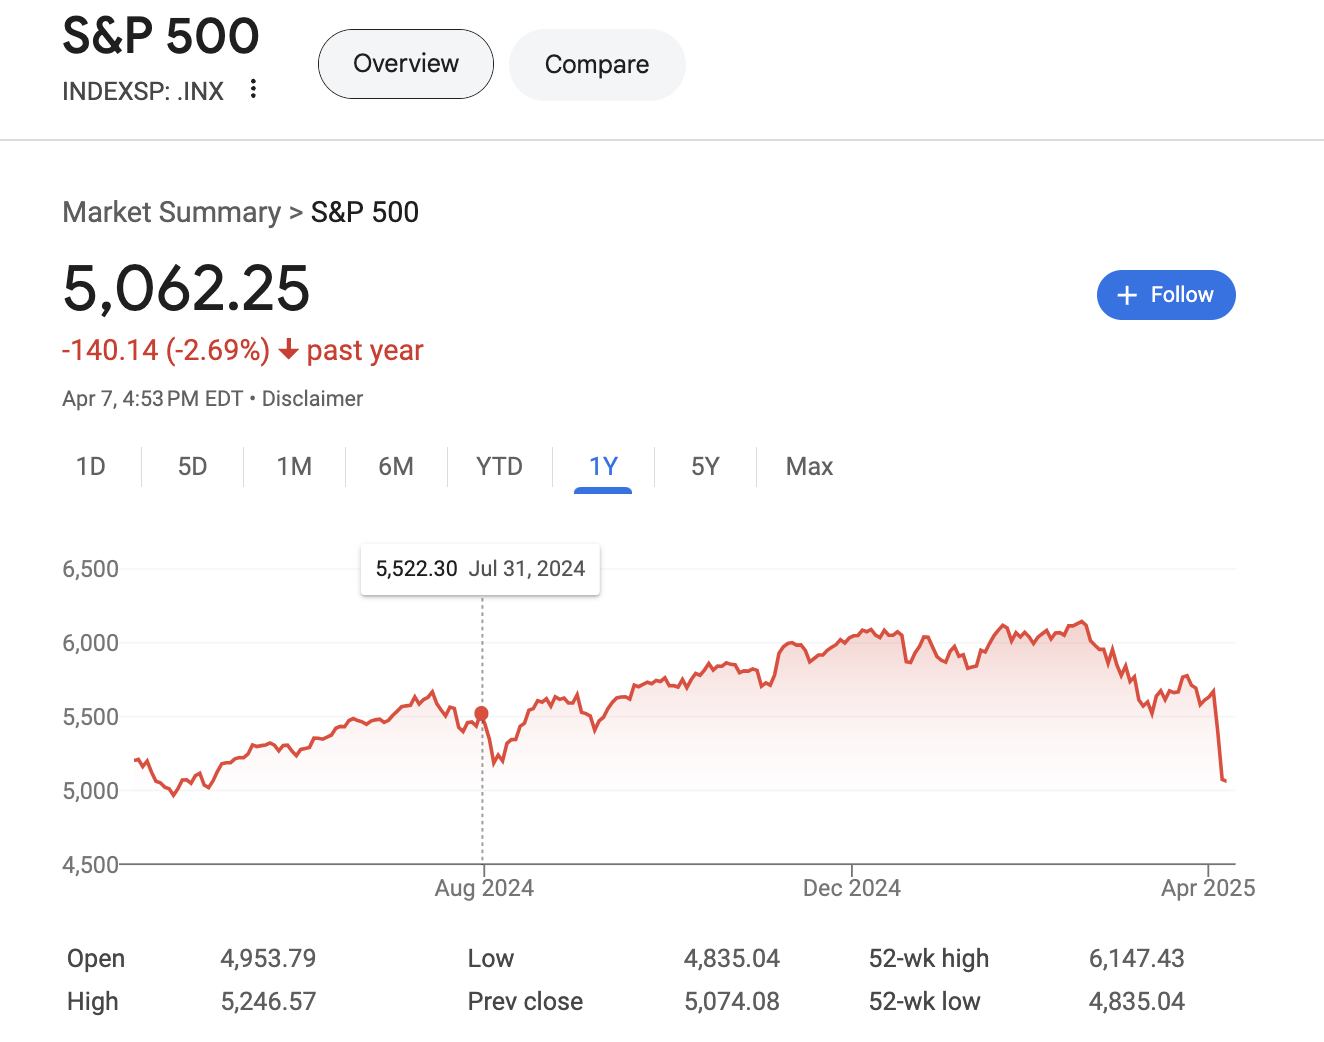 S&P 500
INDEXSP: .INX
Overview
Compare
Market Summary > S&P 500
5,062.25
-140.14 (-2.69%) ↓ past year
Apr 7, 4:53 PM EDT • Disclaimer
+ Follow
1D 5D 1M 6M YTD 1Y 5Y Max
5,522.30 Jul 31, 2024
6,500
6,000
5,500
5,000
4,500
Aug 2024 Dec 2024 Apr 2025
Open 4,953.79 Low 4,835.04 52-wk high 6,147.43
High 5,246.57 Prev close 5,074.08 52-wk low 4,835.04